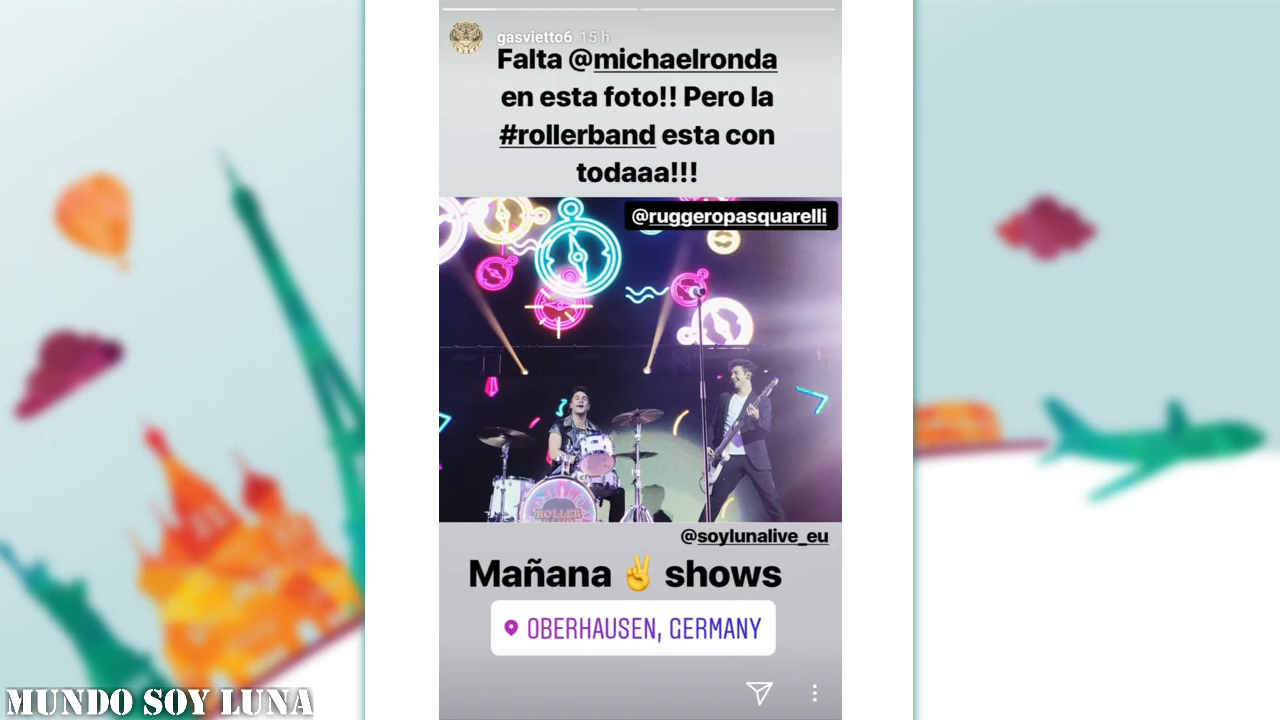 gasvietto6 15 h
Falta @michaelronda
en esta foto!! Pero la
#rollerband esta con
todaaa!!!
@ruggeropasquarelli
ROLLER
@soylunalive_eu
Mañana ✌ shows
OBERHAUSEN, GERMANY
MUNDO SOY LUNA